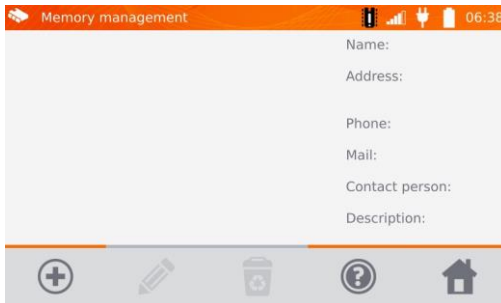 Memory management
06:38
Name:
Address:
Phone:
Mail:
Contact person:
Description: